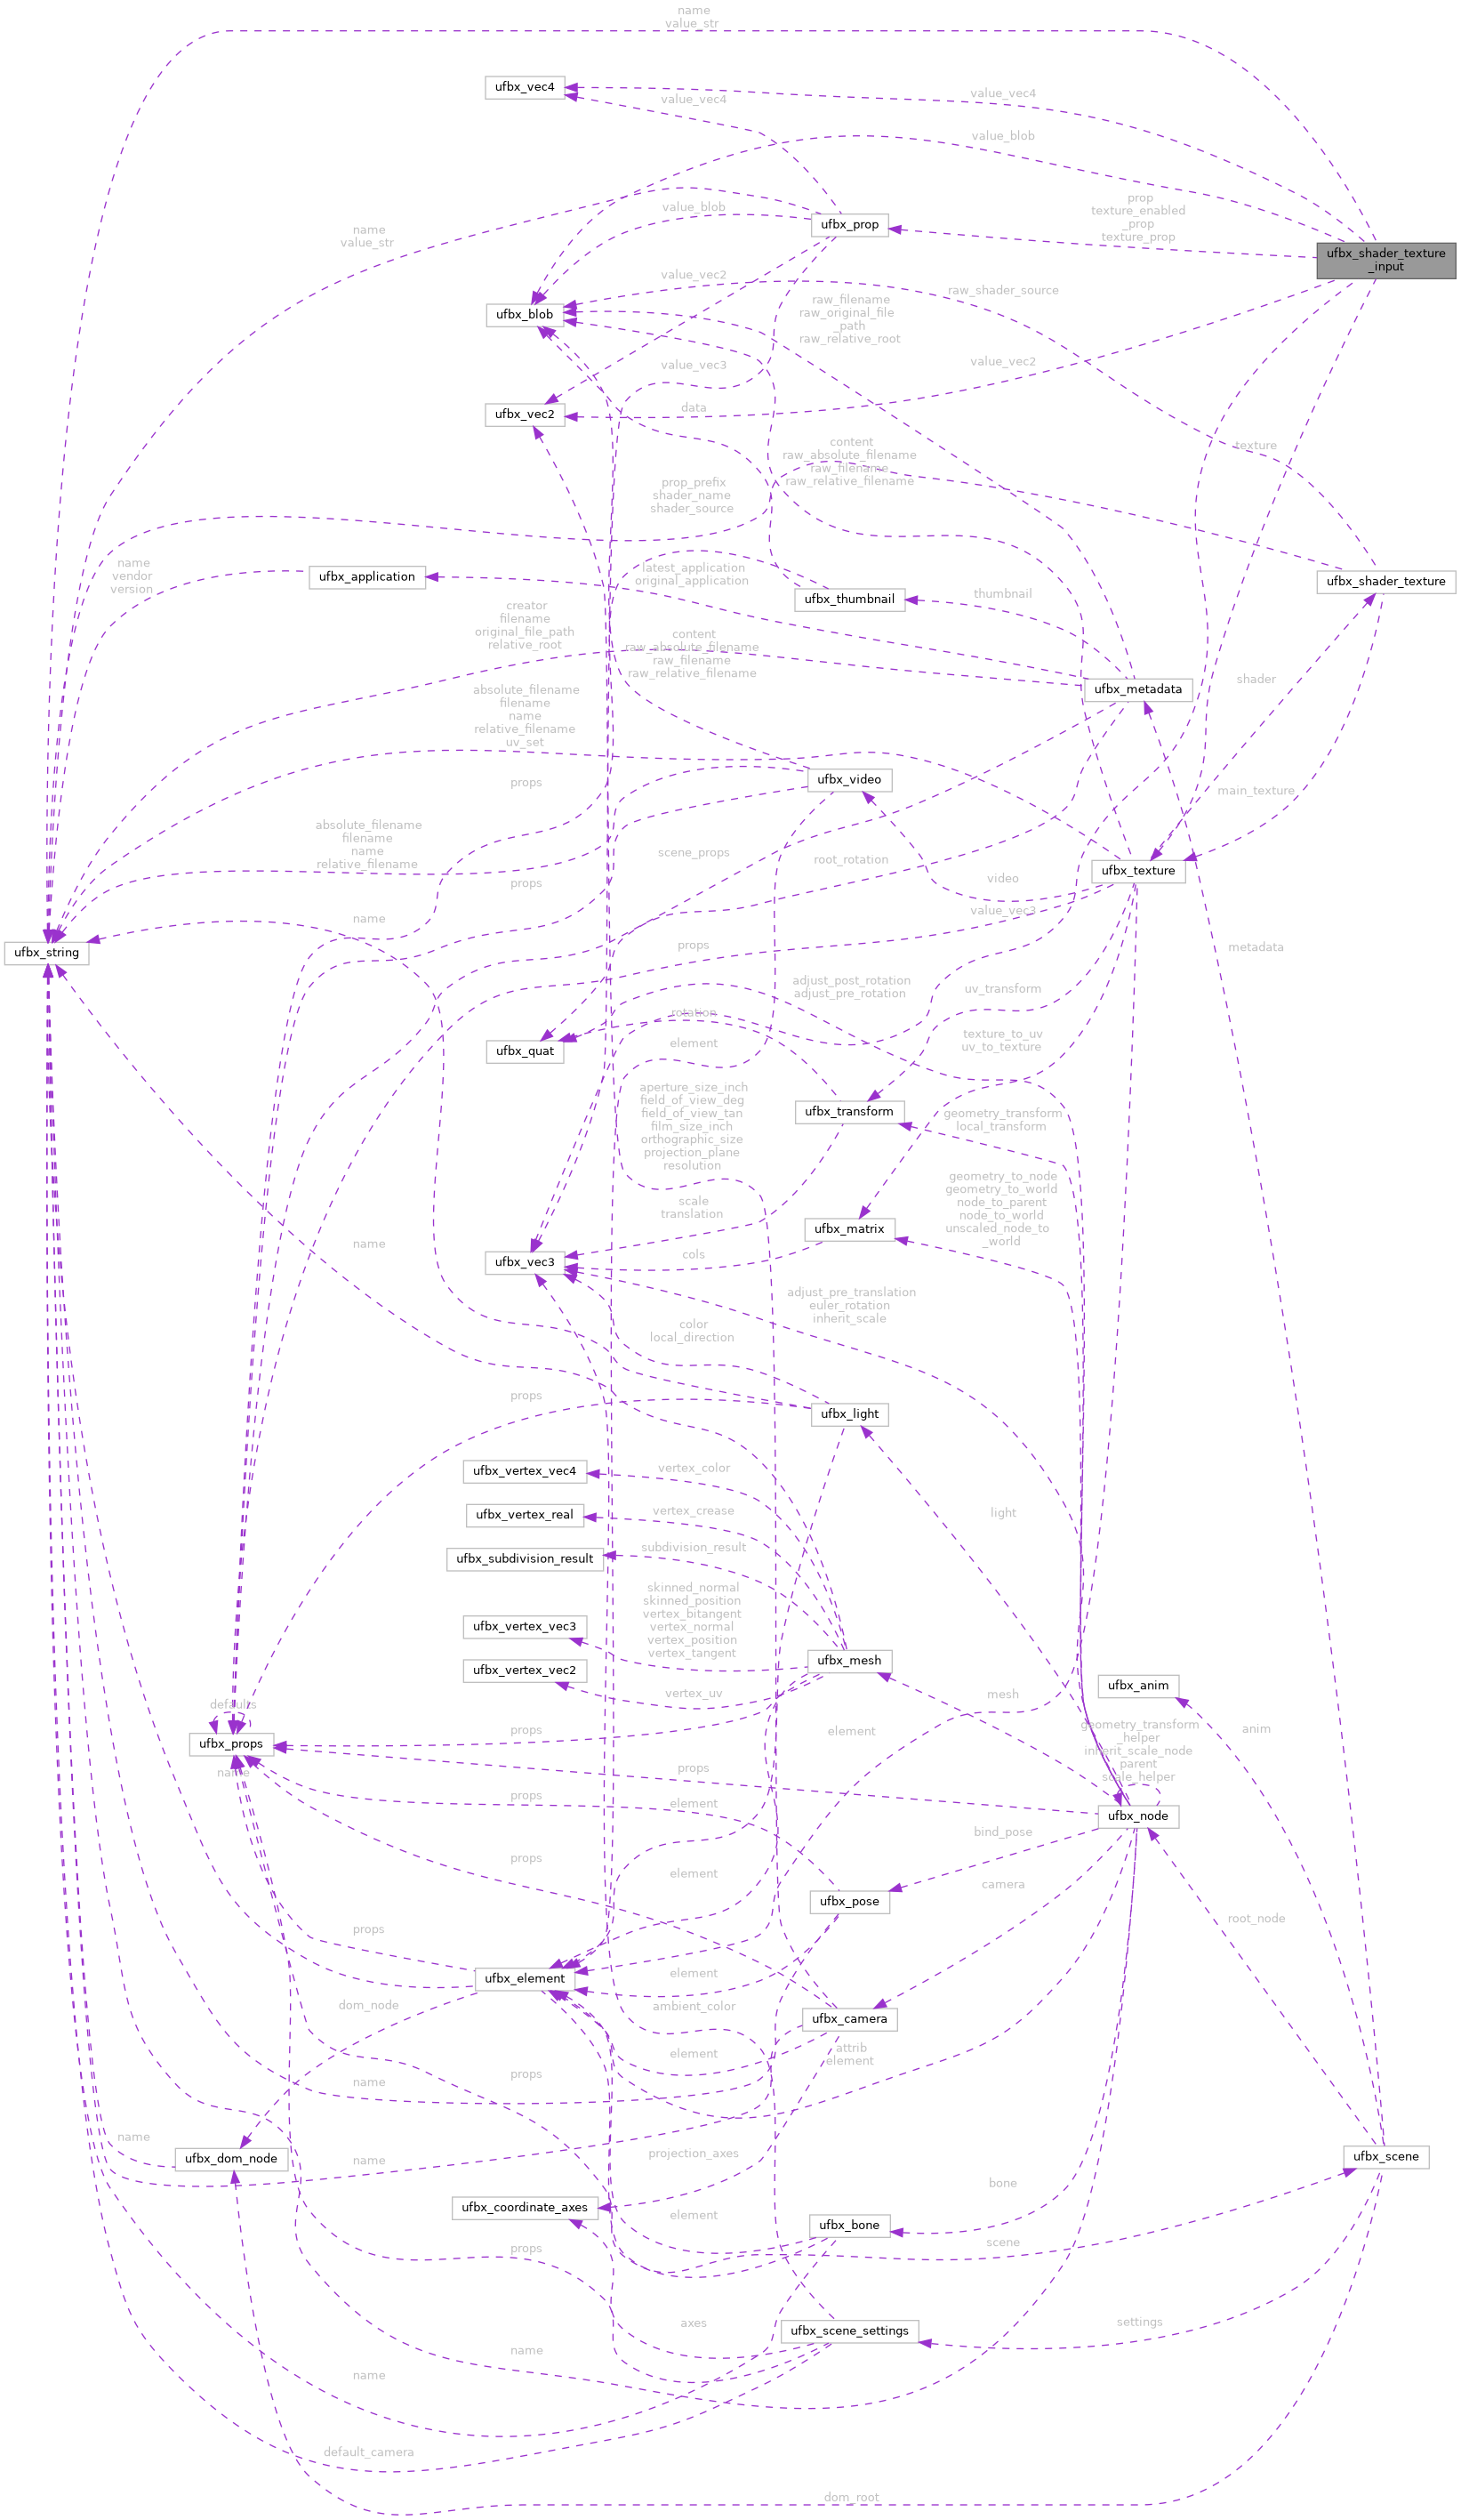 name
value_str
ufbx_vec4
value_vec4
value_vec4
value_blob
prop
texture_enabled
_prop
texture_prop
value_blob
ufbx_prop
name
value_str
ufbx_shader_texture
_input
value_vec2
raw_shader_source
raw_filename
raw_original_file
_path
raw_relative_root
ufbx_blob
value_vec3
value_vec2
data
ufbx_vec2
texture
content
raw_absolute_filename
raw_filename
raw_relative_filename
prop_prefix
shader_name
shader_source
name
vendor
version
ufbx_application
latest_application
original_application
ufbx_thumbnail
thumbnail
ufbx_shader_texture
creator
filename
original_file_path
relative_root
content
raw_absolute_filename
raw_filename
raw_relative_filename
ufbx_metadata
shader
absolute_filename
filename
name
relative_filename
uv_set
props
ufbx_video
main_texture
absolute_filename
filename
name
relative_filename
scene_props
root_rotation
ufbx_texture
video
props
value_vec3
name
props
metadata
ufbx_string
adjust_post_rotation
adjust_pre_rotation
uv_transform
rotation
element
texture_to_uv
uv_to_texture
ufbx_quat
aperture_size_inch
field_of_view_deg
field_of_view_tan
film_size_inch
orthographic_size
projection_plane
resolution
ufbx_transform
geometry_transform
local_transform
geometry_to_node
geometry_to_world
node_to_parent
node_to_world
unscaled_node_to
_world
scale
translation
ufbx_matrix
name
cols
ufbx_vec3
adjust_pre_translation
euler_rotation
inherit_scale
color
local_direction
props
ufbx_light
ufbx_vertex_vec4
vertex_color
ufbx_vertex_real
vertex_crease
light
ufbx_subdivision_result
subdivision_result
skinned_normal
skinned_position
vertex_bitangent
vertex_normal
vertex_position
vertex_tangent
ufbx_vertex_vec3
ufbx_mesh
ufbx_vertex_vec2
vertex_uv
mesh
ufbx_anim
defaults
props
element
anim
ufbx_props
geometry_transform
_helper
inherit_scale_node
parent
scale_helper
name
props
props
element
ufbx_node
bind_pose
props
element
camera
ufbx_pose
root_node
props
element
ufbx_element
dom_node
ambient_color
ufbx_camera
attrib
element
element
props
name
name
ufbx_dom_node
name
projection_axes
ufbx_scene
bone
ufbx_coordinate_axes
element
ufbx_bone
props
scene
axes
ufbx_scene_settings
settings
name
name
default_camera
dom_root